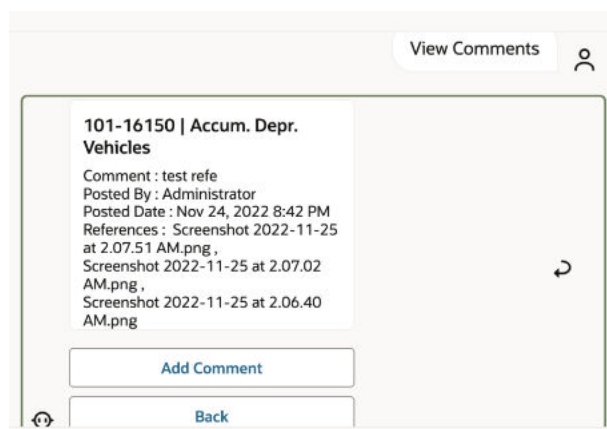 View Comments
101-16150 | Accum. Depr.
Vehicles
Comment : test refe
Posted By : Administrator
Posted Date : Nov 24, 2022 8:42 PM
References :  Screenshot 2022-11-25
at 2.07.51 AM.png ,
Screenshot 2022-11-25 at 2.07.02
AM.png ,
Screenshot 2022-11-25 at 2.06.40
AM.png
Add Comment
Back